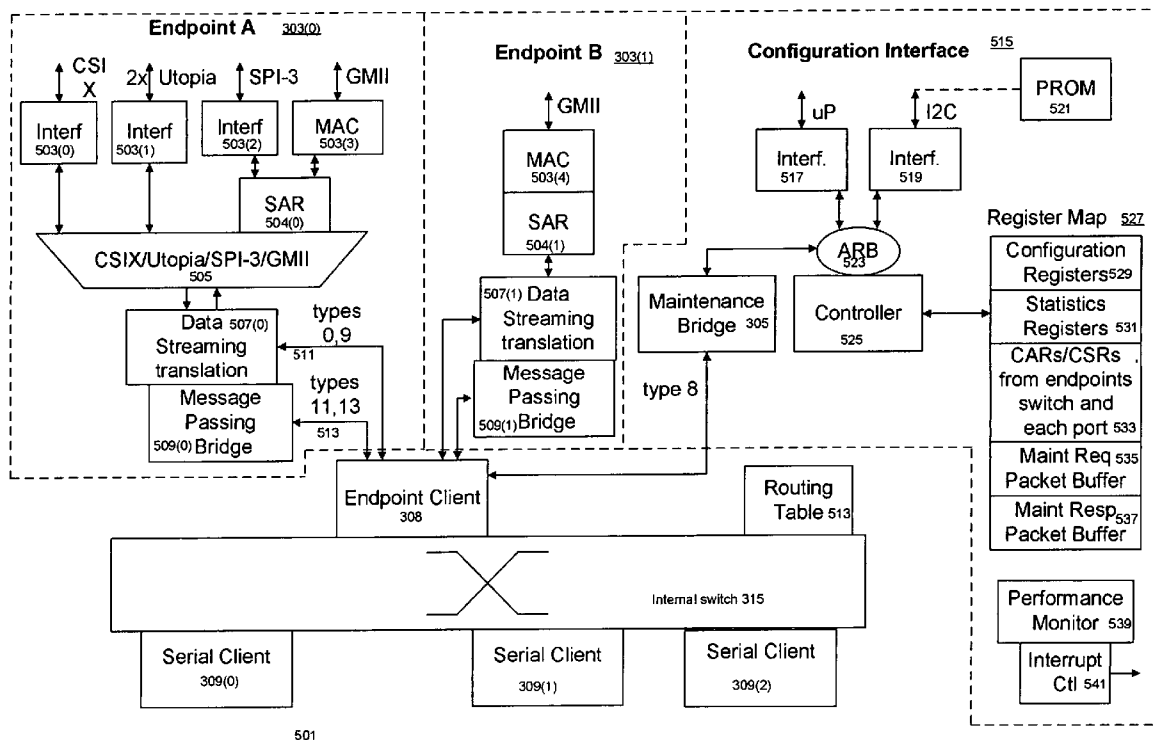 Endpoint A 303(0)
CSI
X
2x Utopia
SPI-3
GMII
Interf
503(0)
Interf
503(1)
Interf
503(2)
MAC
503(3)
SAR
504(0)
CSIX/Utopia/SPI-3/GMII
505
Data 507(0)
Streaming
translation
types
0,9
511
Message
Passing
509(0) Bridge
types
11,13
513
Endpoint B 303(1)
GMII
MAC
503(4)
SAR
504(1)
507(1) Data
Streaming
translation
Message
Passing
509(1) Bridge
Configuration Interface 515
uP
I2C
PROM
521
Interf.
517
Interf.
519
ARB
523
Maintenance
Bridge 305
Controller
525
type 8
Register Map 527
Configuration
Registers 529
Statistics
Registers 531
CARs/CSRs
from endpoints
switch and
each port 533
Maint Req 535
Packet Buffer
Maint Resp 537
Packet Buffer
Endpoint Client
308
Routing
Table 513
Internal switch 315
Serial Client
309(0)
Serial Client
309(1)
Serial Client
309(2)
Performance
Monitor 539
Interrupt
Ctl 541
501